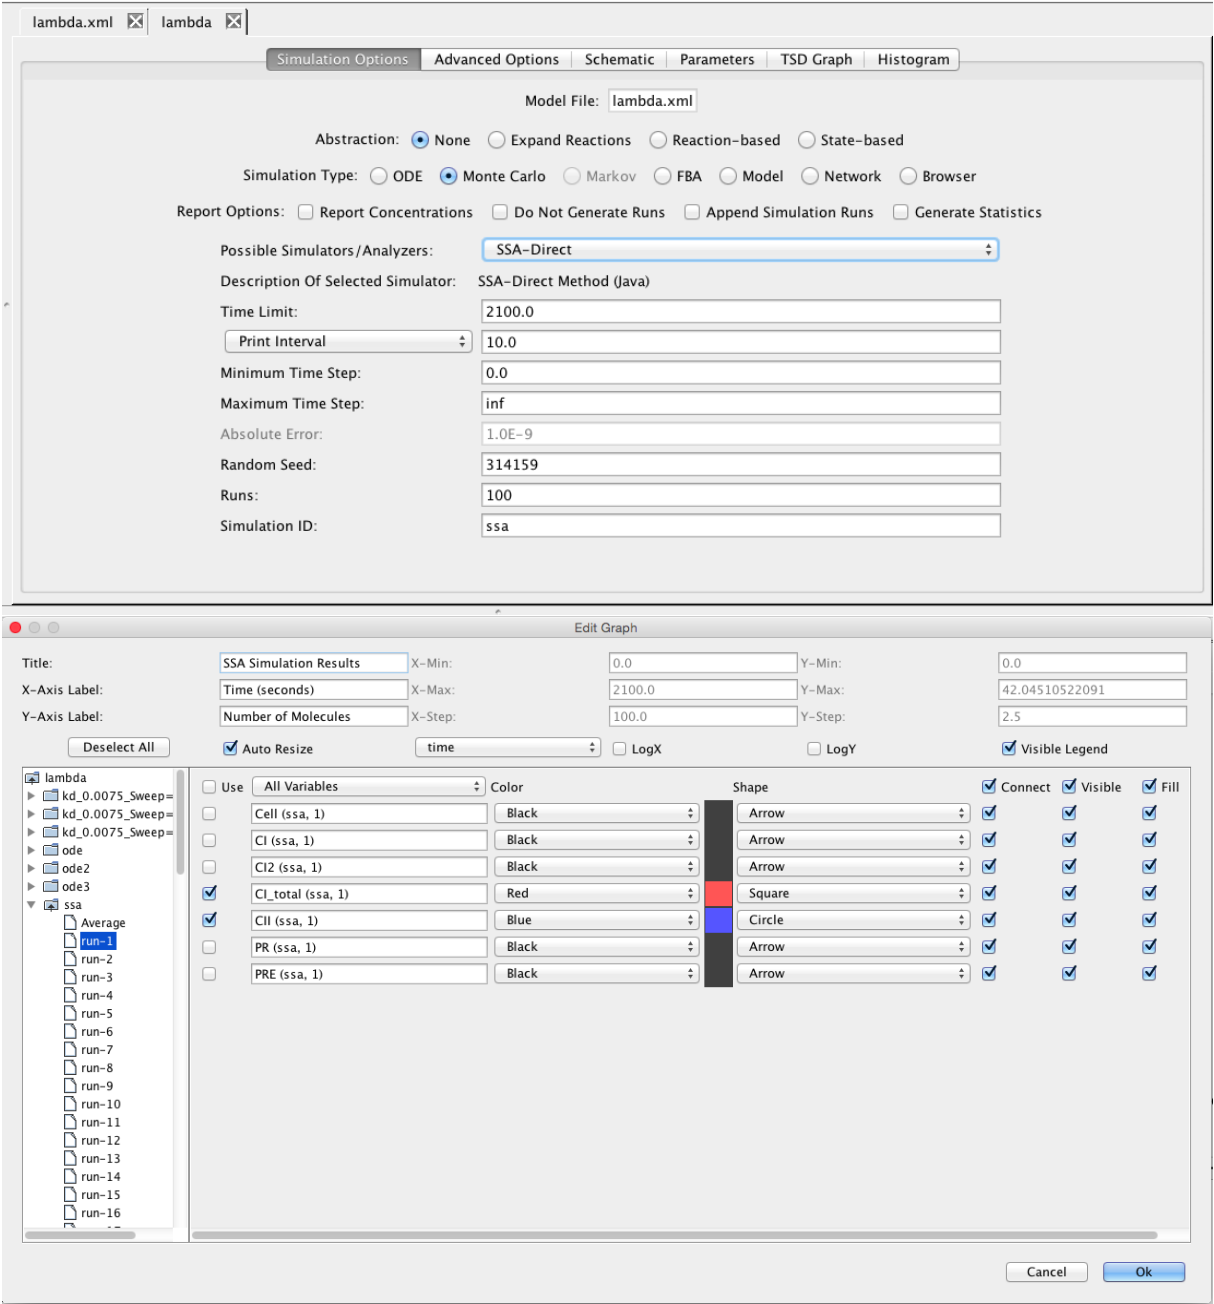 lambda.xml lambda
Simulation Options Advanced Options Schematic Parameters TSD Graph Histogram
Model File: lambda.xml
Abstraction: None Expand Reactions Reaction-based State-based
Simulation Type: ODE Monte Carlo Markov FBA Model Network Browser
Report Options: Report Concentrations Do Not Generate Runs Append Simulation Runs Generate Statistics
Possible Simulators/Analyzers: SSA-Direct
Description Of Selected Simulator: SSA-Direct Method (Java)
Time Limit: 2100.0
Print Interval 10.0
Minimum Time Step: 0.0
Maximum Time Step: inf
Absolute Error: 1.0E-9
Random Seed: 314159
Runs: 100
Simulation ID: ssa
Edit Graph
Title: SSA Simulation Results X-Min: 0.0 Y-Min: 0.0
X-Axis Label: Time (seconds) X-Max: 2100.0 Y-Max: 42.04510522091
Y-Axis Label: Number of Molecules X-Step: 100.0 Y-Step: 2.5
Deselect All Auto Resize time LogX LogY Visible Legend
lambda
kd_0.0075_Sweep=
kd_0.0075_Sweep=
kd_0.0075_Sweep=
ode
ode2
ode3
ssa
Average
run-1
run-2
run-3
run-4
run-5
run-6
run-7
run-8
run-9
run-10
run-11
run-12
run-13
run-14
run-15
run-16
Use All Variables Color Shape Connect Visible Fill
Cell (ssa, 1) Black Arrow
CI (ssa, 1) Black Arrow
CI2 (ssa, 1) Black Arrow
CI_total (ssa, 1) Red Square
CII (ssa, 1) Blue Circle
PR (ssa, 1) Black Arrow
PRE (ssa, 1) Black Arrow
Cancel Ok